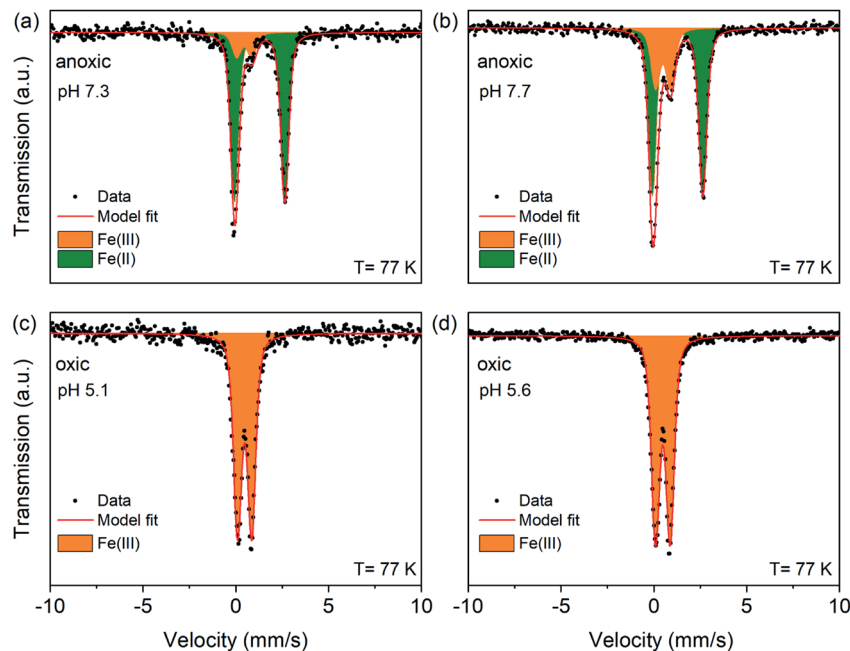 (a)
anoxic
pH 7.3
Data
Model fit
Fe(III)
Fe(II)
T= 77 K
Transmission (a.u.)
(b)
anoxic
pH 7.7
Data
Model fit
Fe(III)
Fe(II)
T= 77 K
(c)
oxic
pH 5.1
Data
Model fit
Fe(III)
T= 77 K
Transmission (a.u.)
-10 -5 0 5 10
Velocity (mm/s)
(d)
oxic
pH 5.6
Data
Model fit
Fe(III)
T= 77 K
-10 -5 0 5 10
Velocity (mm/s)